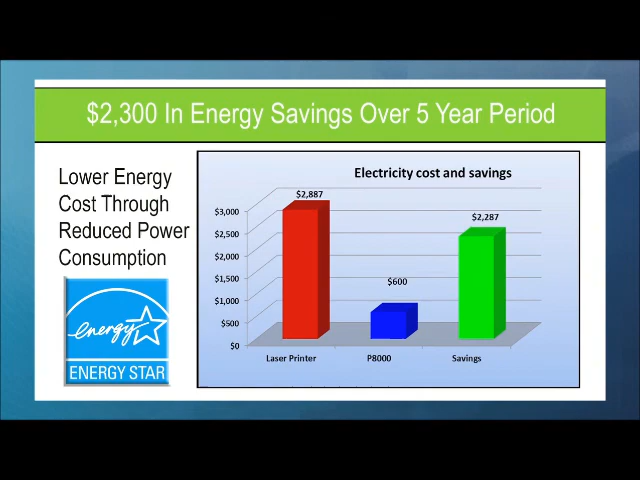 $2,300 In Energy Savings Over 5 Year Period
Lower Energy
Cost Through
Reduced Power
Consumption
energy
ENERGY STAR
Electricity cost and savings
$2,887
$3,000
$2,287
$2,500
$2,000
$600
$1,500
$1,000
$500
$0
Laser Printer P8000 Savings